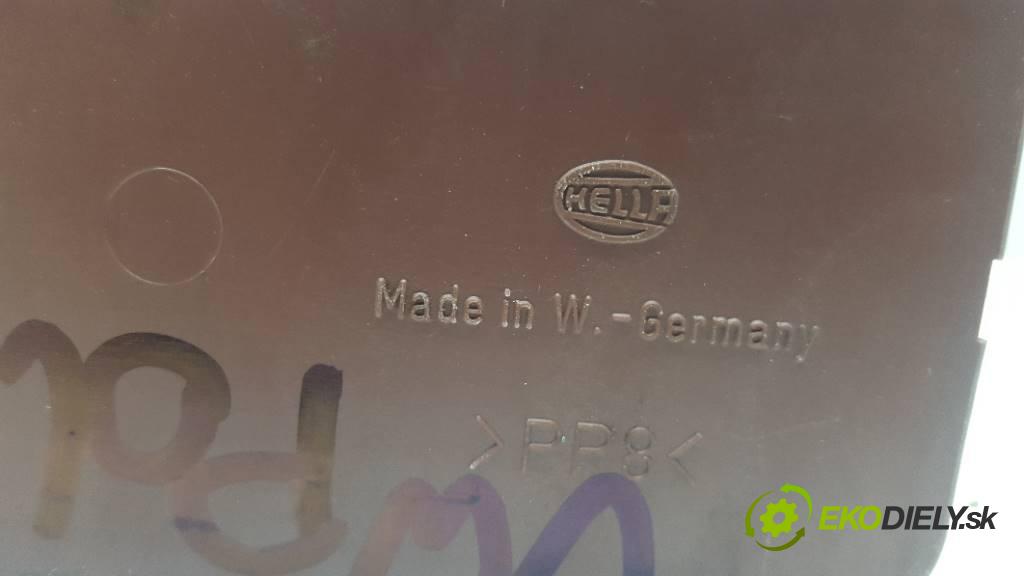 HELLA
Made in W.-Germany
>PP8<
EKODIELY.sk